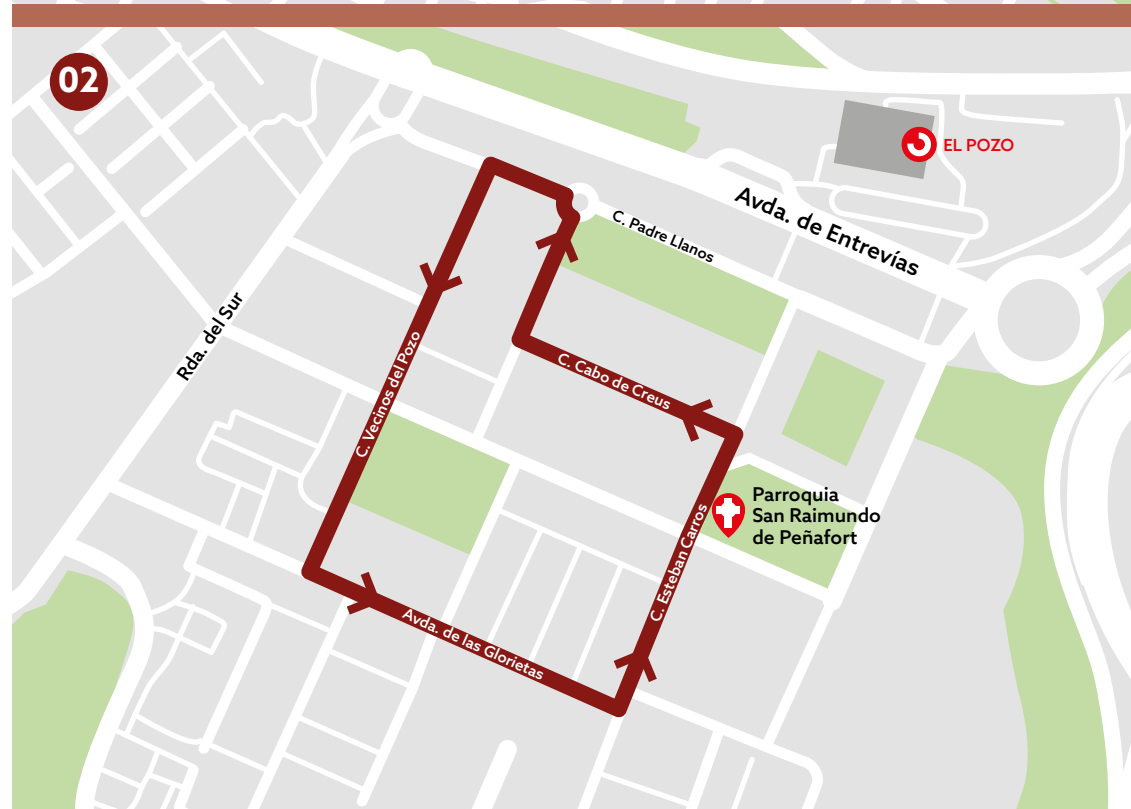 02
EL POZO
Avda. de Entrevías
C. Padre Llanos
Rda. del Sur
C. Vecinos del Pozo
C. Cabo de Creus
Parroquia
San Raimundo
de Peñafort
C. Esteban Carros
Avda. de las Glorietas